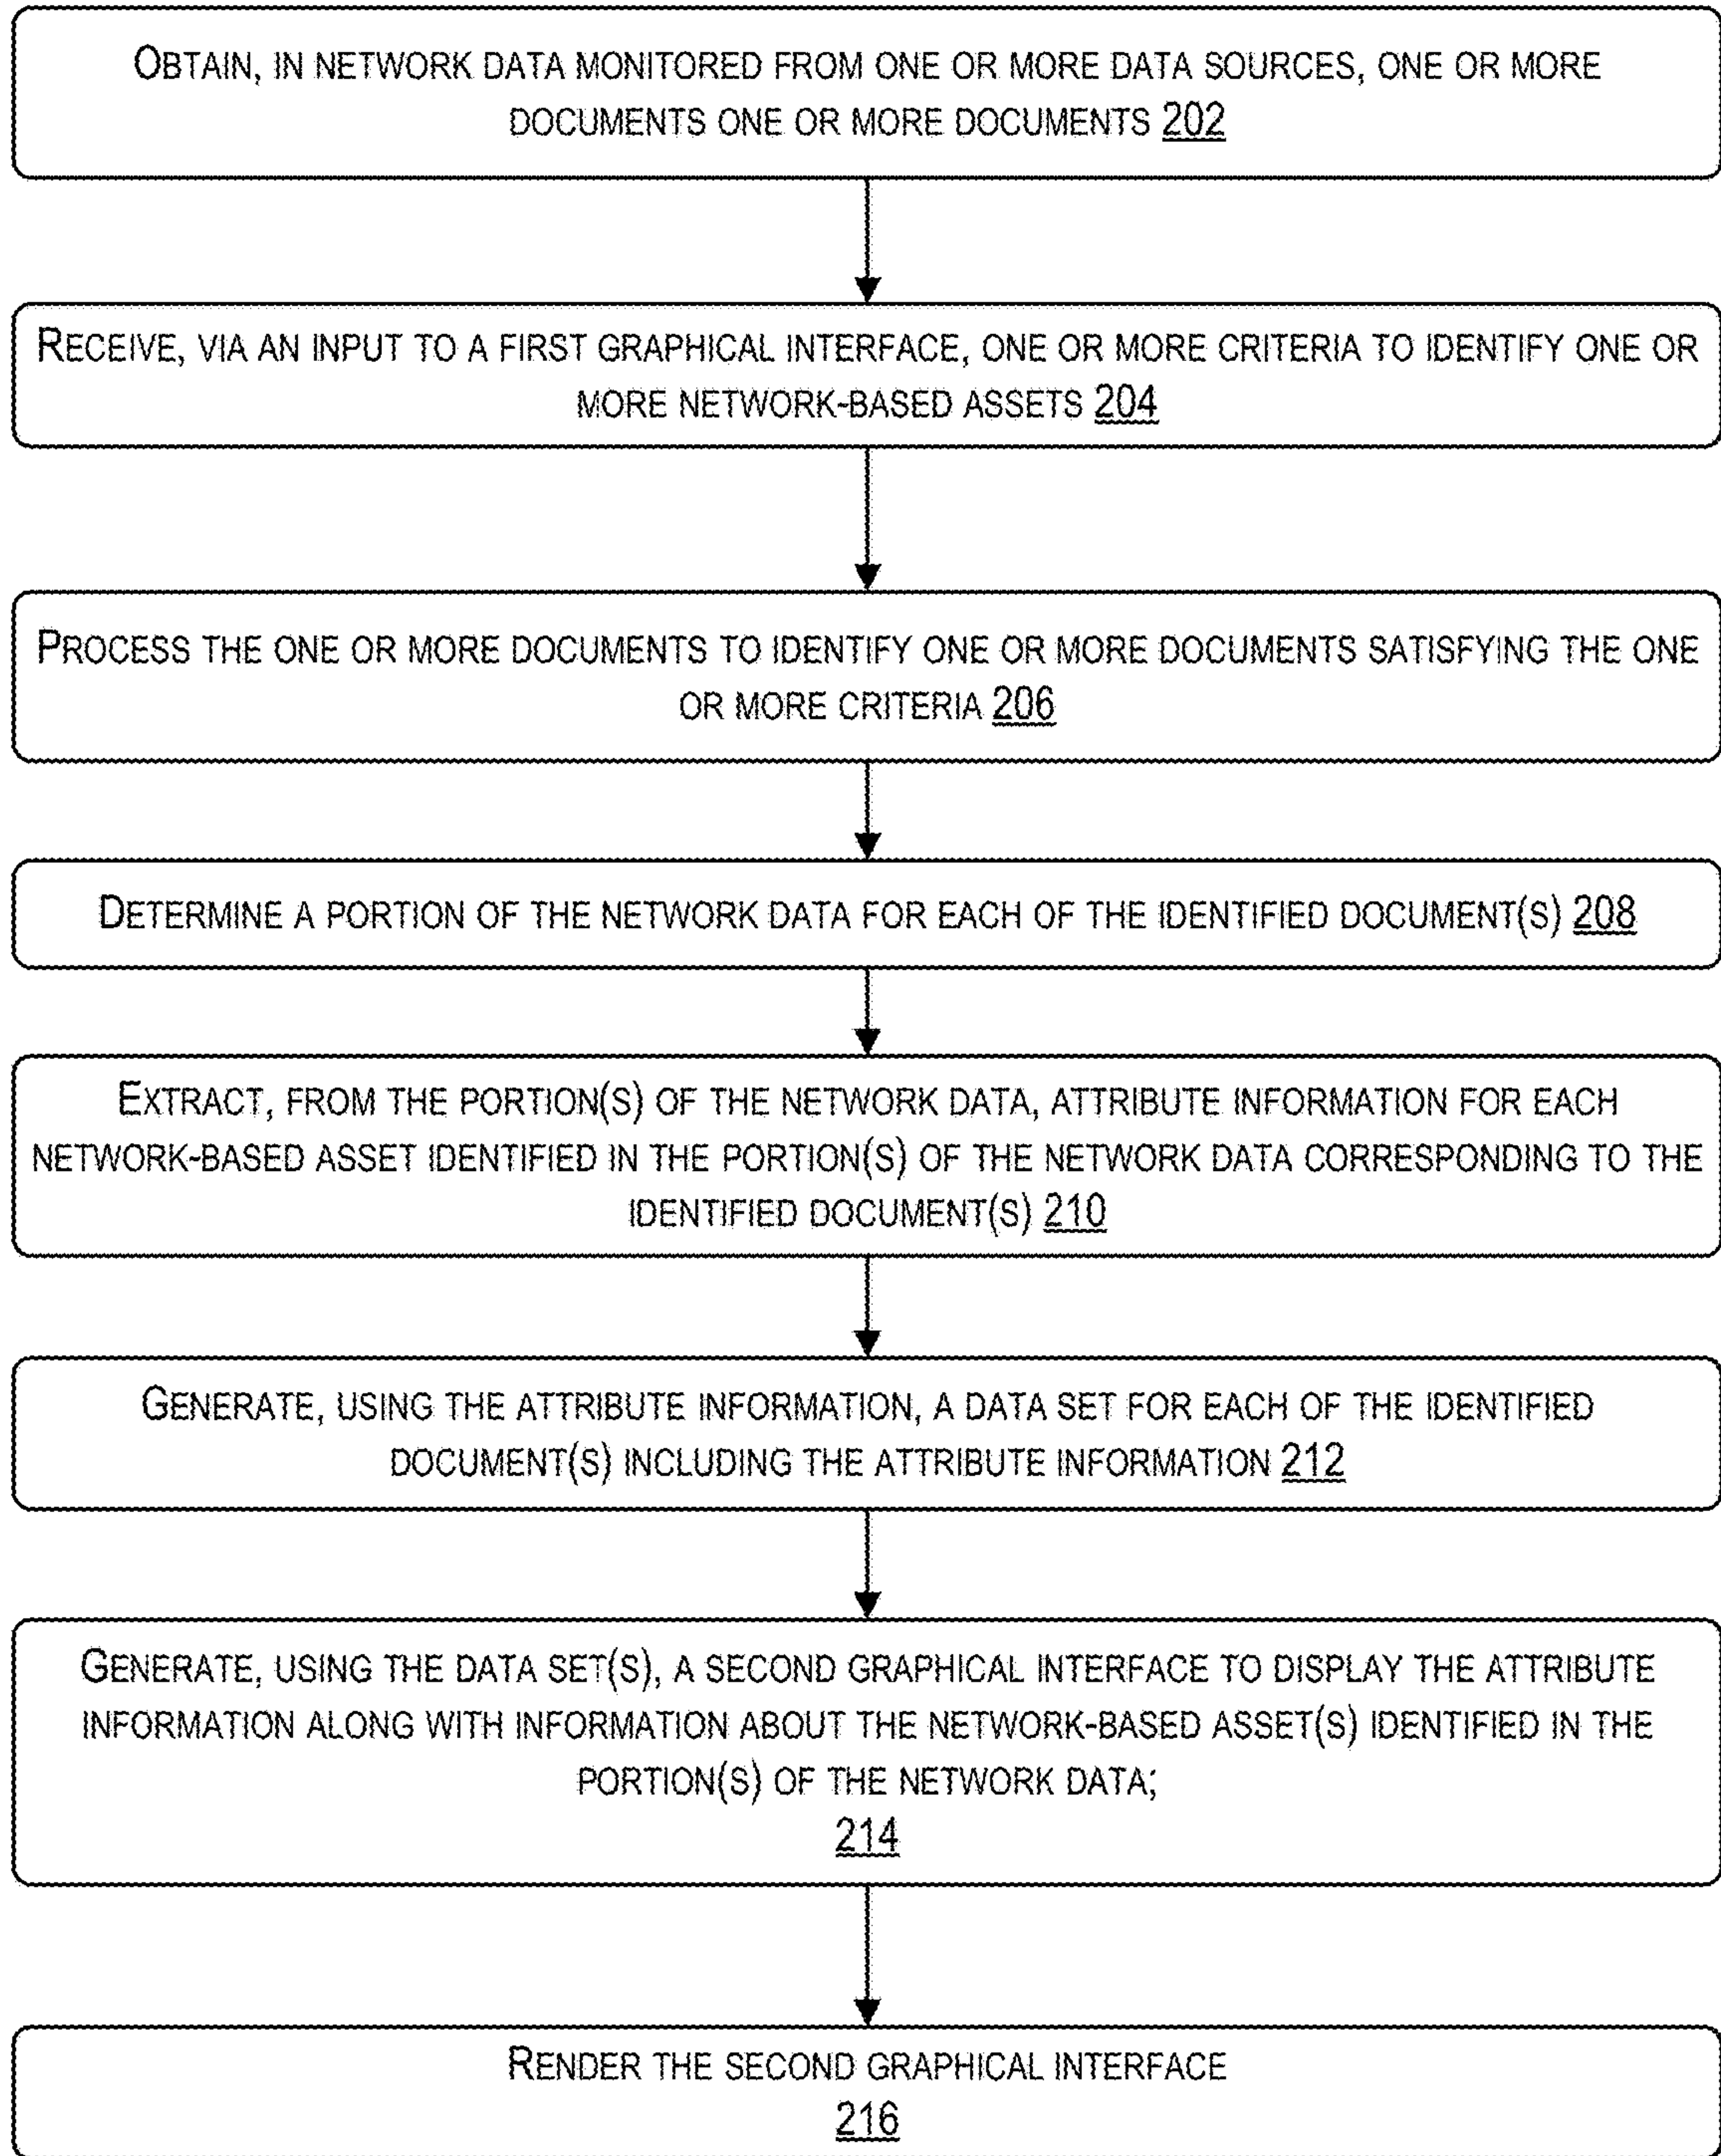 OBTAIN, IN NETWORK DATA MONITORED FROM ONE OR MORE DATA SOURCES, ONE OR MORE
DOCUMENTS ONE OR MORE DOCUMENTS 202
RECEIVE, VIA AN INPUT TO A FIRST GRAPHICAL INTERFACE, ONE OR MORE CRITERIA TO IDENTIFY ONE OR
MORE NETWORK-BASED ASSETS 204
PROCESS THE ONE OR MORE DOCUMENTS TO IDENTIFY ONE OR MORE DOCUMENTS SATISFYING THE ONE
OR MORE CRITERIA 206
DETERMINE A PORTION OF THE NETWORK DATA FOR EACH OF THE IDENTIFIED DOCUMENT(S) 208
EXTRACT, FROM THE PORTION(S) OF THE NETWORK DATA, ATTRIBUTE INFORMATION FOR EACH
NETWORK-BASED ASSET IDENTIFIED IN THE PORTION(S) OF THE NETWORK DATA CORRESPONDING TO THE
IDENTIFIED DOCUMENT(S) 210
GENERATE, USING THE ATTRIBUTE INFORMATION, A DATA SET FOR EACH OF THE IDENTIFIED
DOCUMENT(S) INCLUDING THE ATTRIBUTE INFORMATION 212
GENERATE, USING THE DATA SET(S), A SECOND GRAPHICAL INTERFACE TO DISPLAY THE ATTRIBUTE
INFORMATION ALONG WITH INFORMATION ABOUT THE NETWORK-BASED ASSET(S) IDENTIFIED IN THE
PORTION(S) OF THE NETWORK DATA;
214
RENDER THE SECOND GRAPHICAL INTERFACE
216